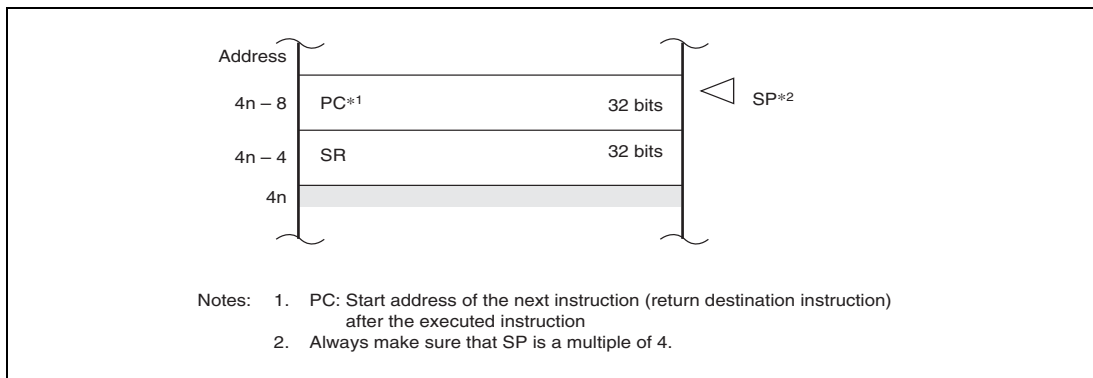 Address
4n – 8 PC*1 32 bits SP*2
4n – 4 SR 32 bits
4n
Notes: 1. PC: Start address of the next instruction (return destination instruction)
after the executed instruction
2. Always make sure that SP is a multiple of 4.